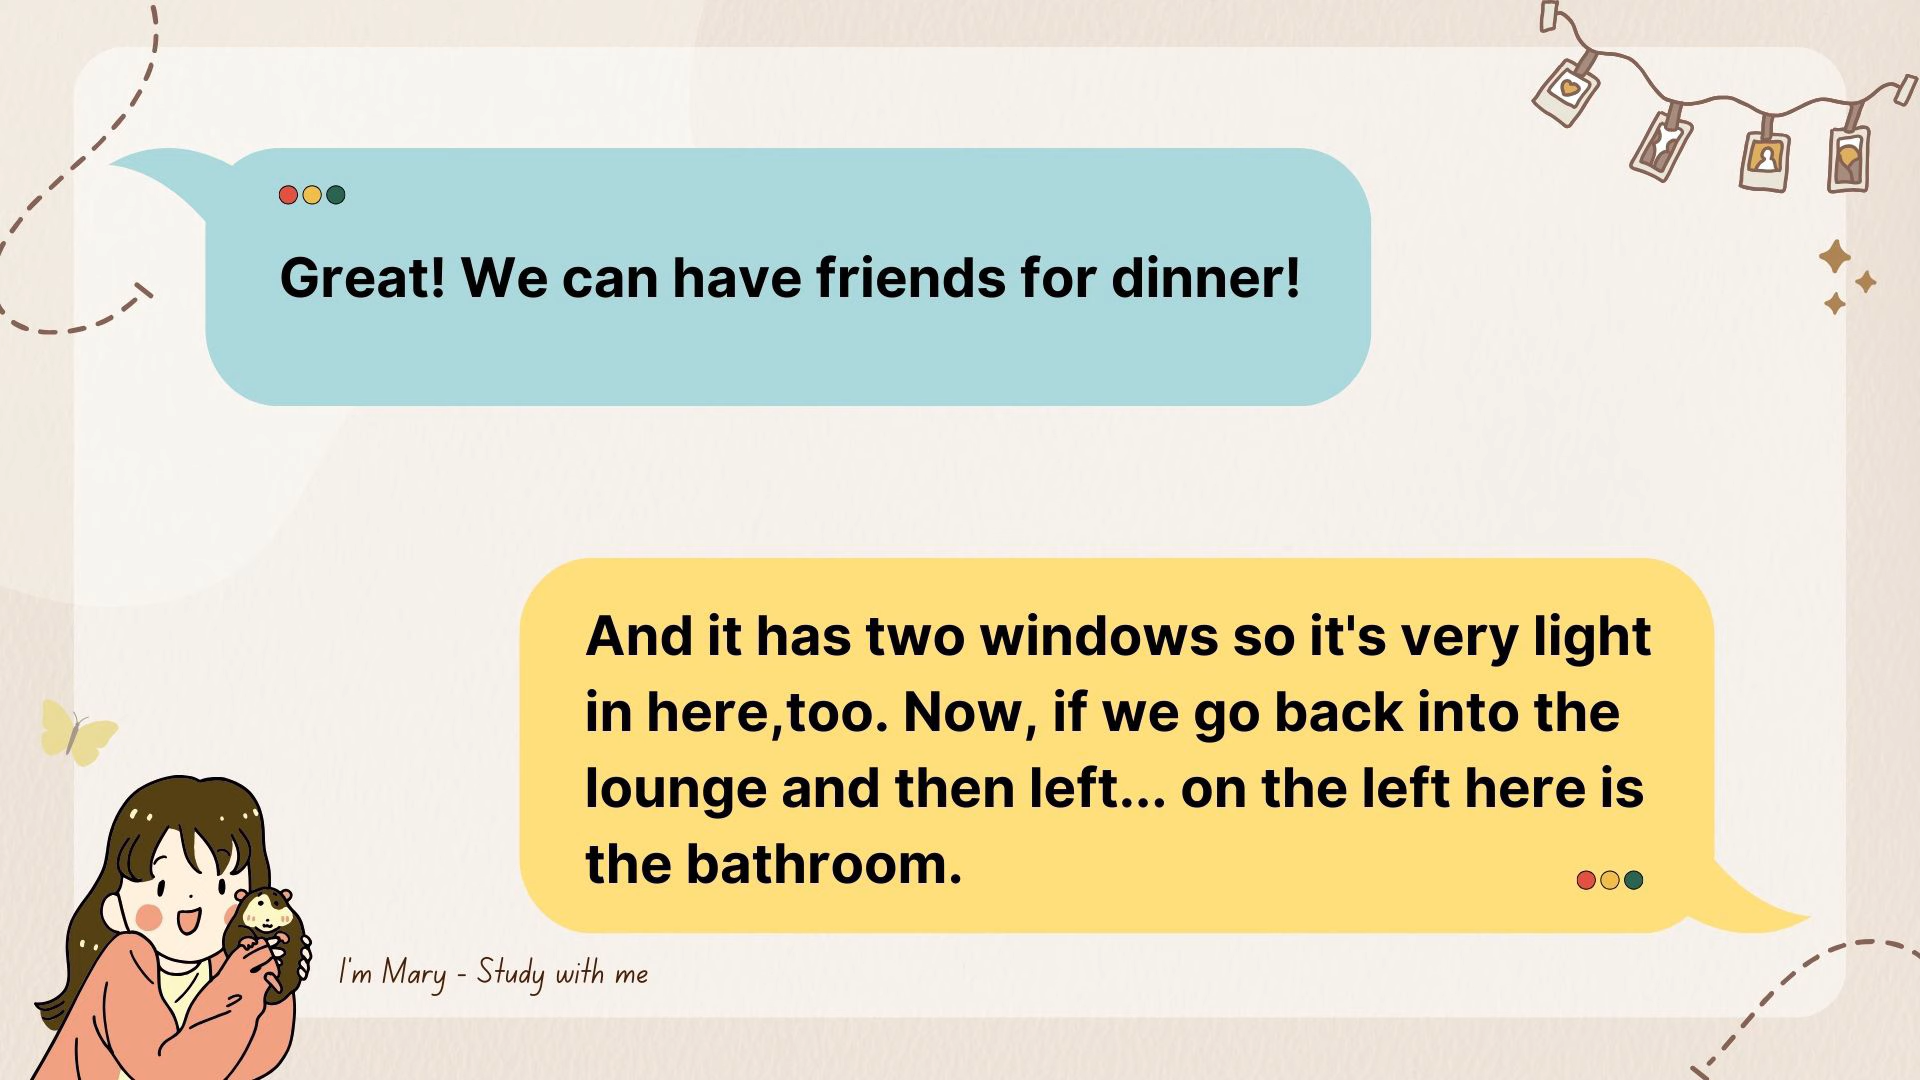 Great! We can have friends for dinner!
And it has two windows so it's very light
in here,too. Now, if we go back into the
lounge and then left... on the left here is
the bathroom.
I'm Mary - Study with me